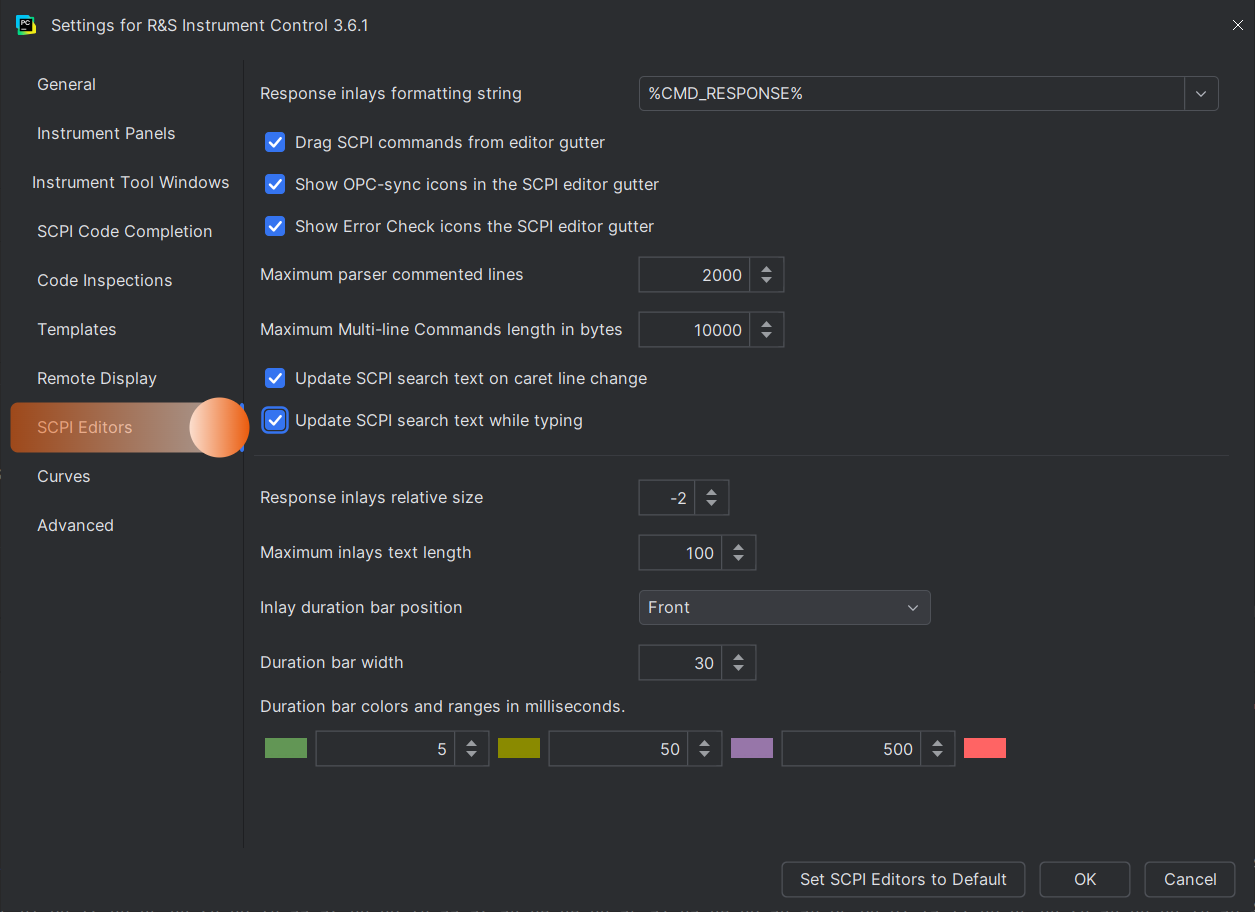 Settings for R&S Instrument Control 3.6.1
General
Instrument Panels
Instrument Tool Windows
SCPI Code Completion
Code Inspections
Templates
Remote Display
SCPI Editors
Curves
Advanced
Response inlays formatting string %CMD_RESPONSE%
Drag SCPI commands from editor gutter
Show OPC-sync icons in the SCPI editor gutter
Show Error Check icons the SCPI editor gutter
Maximum parser commented lines 2000
Maximum Multi-line Commands length in bytes 10000
Update SCPI search text on caret line change
Update SCPI search text while typing
Response inlays relative size -2
Maximum inlays text length 100
Inlay duration bar position Front
Duration bar width 30
Duration bar colors and ranges in milliseconds.
5 50 500
Set SCPI Editors to Default OK Cancel